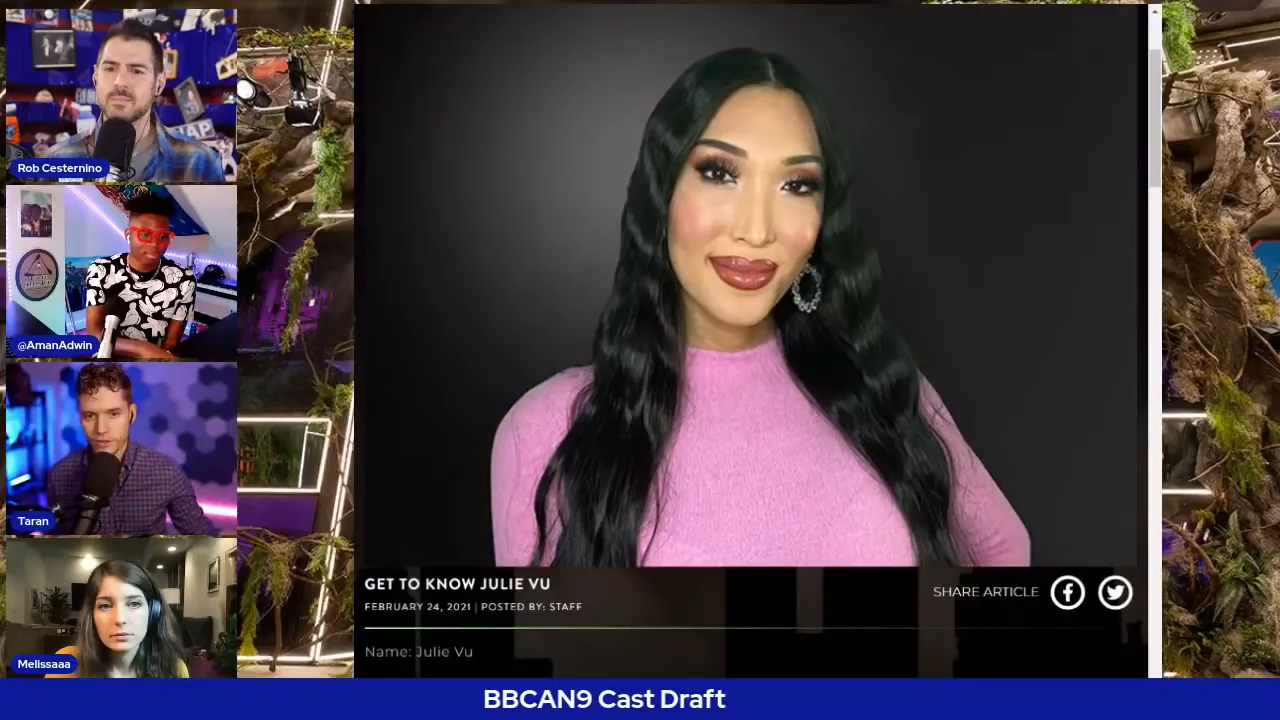 Rob Cesternino
@AmanAdwin
Taran
Melissaaa
GET TO KNOW JULIE VU
FEBRUARY 24, 2021 | POSTED BY: STAFF
SHARE ARTICLE
Name: Julie Vu
BBCAN9 Cast Draft